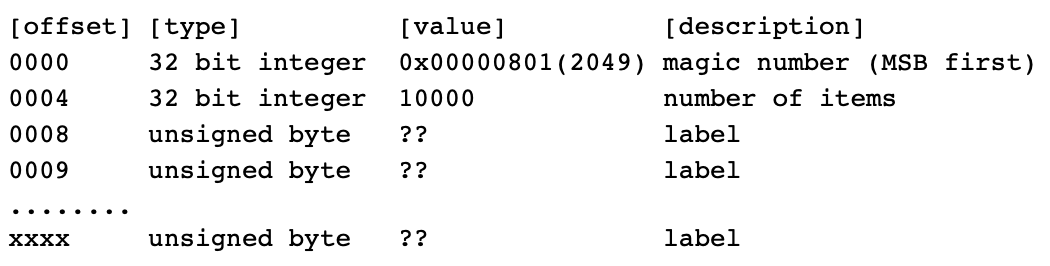 [offset] [type] [value] [description]
0000 32 bit integer 0x00000801(2049) magic number (MSB first)
0004 32 bit integer 10000 number of items
0008 unsigned byte ?? label
0009 unsigned byte ?? label
........
xxxx unsigned byte ?? label